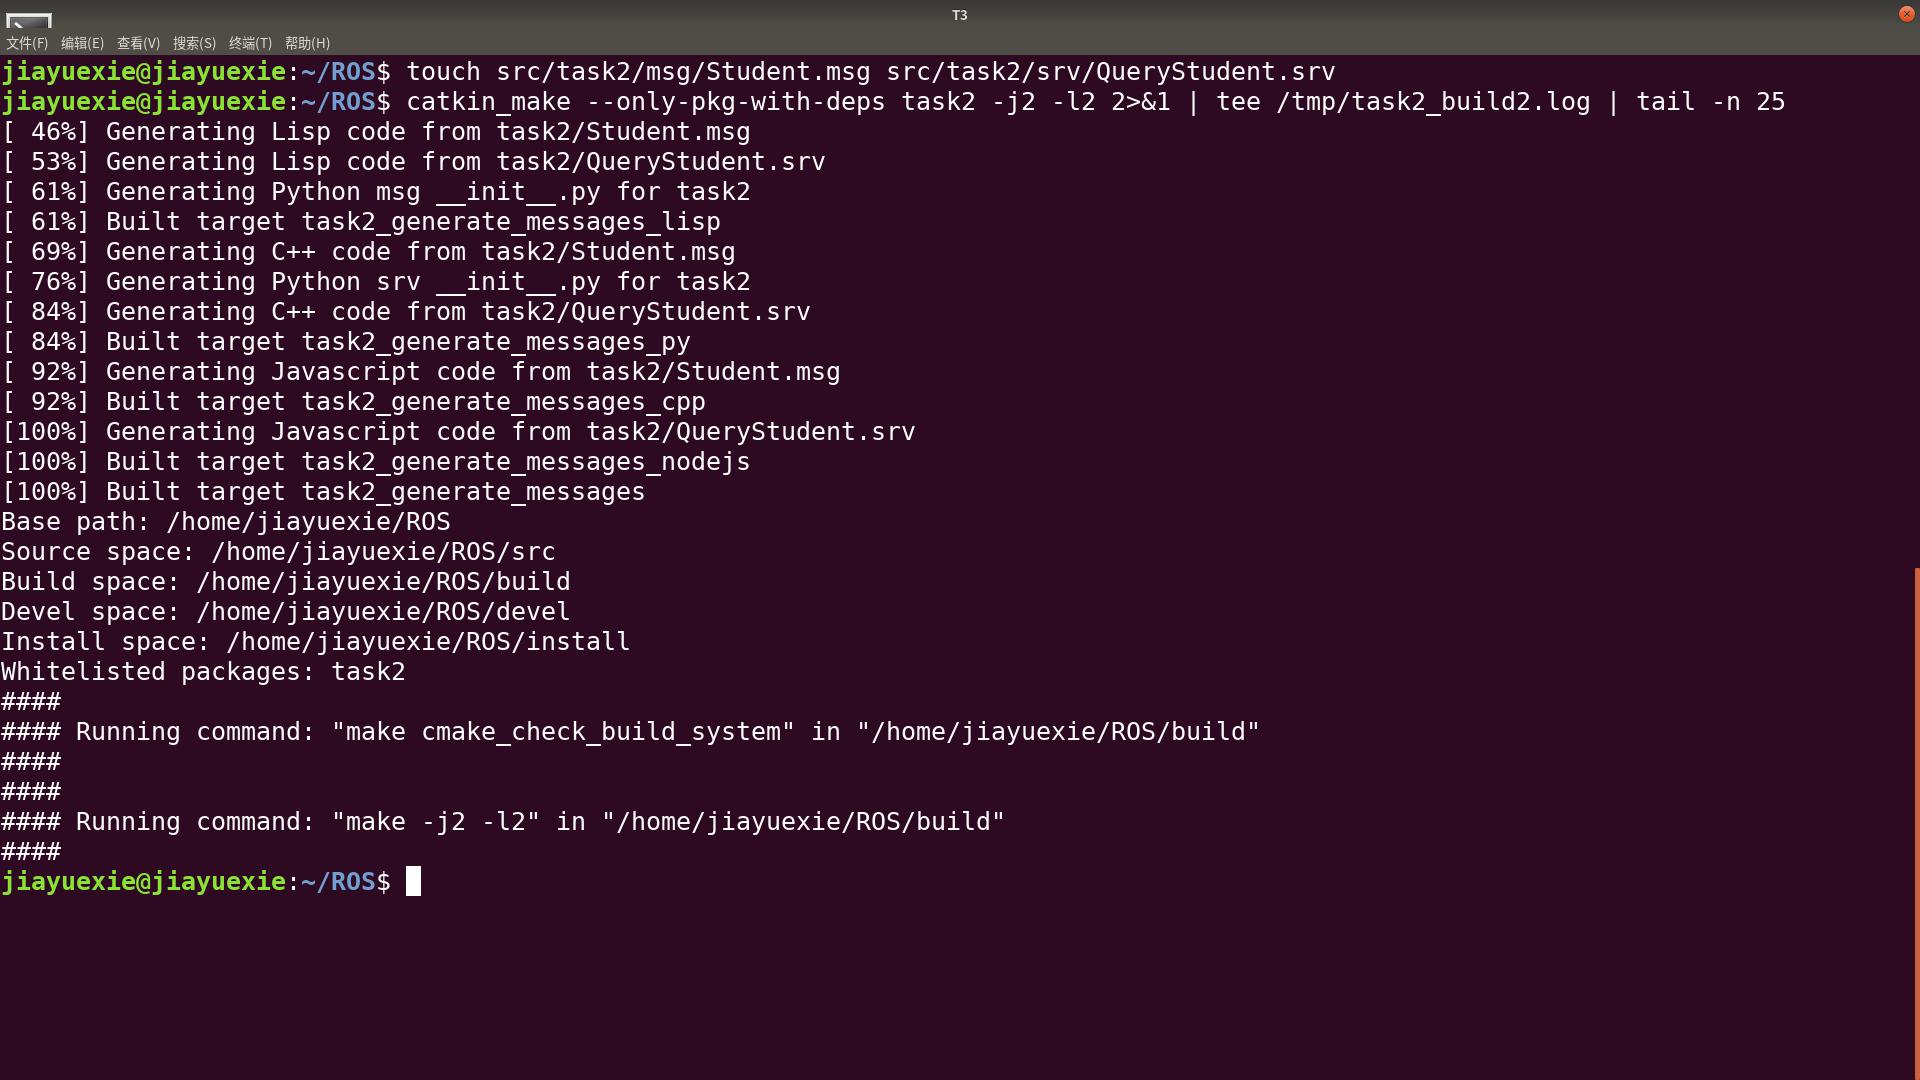 T3
文件(F) 编辑(E) 查看(V) 搜索(S) 终端(T) 帮助(H)
jiayuexie@jiayuexie:~/ROS$ touch src/task2/msg/Student.msg src/task2/srv/QueryStudent.srv
jiayuexie@jiayuexie:~/ROS$ catkin_make --only-pkg-with-deps task2 -j2 -l2 2>&1 | tee /tmp/task2_build2.log | tail -n 25
[ 46%] Generating Lisp code from task2/Student.msg
[ 53%] Generating Lisp code from task2/QueryStudent.srv
[ 61%] Generating Python msg __init__.py for task2
[ 61%] Built target task2_generate_messages_lisp
[ 69%] Generating C++ code from task2/Student.msg
[ 76%] Generating Python srv __init__.py for task2
[ 84%] Generating C++ code from task2/QueryStudent.srv
[ 84%] Built target task2_generate_messages_py
[ 92%] Generating Javascript code from task2/Student.msg
[ 92%] Built target task2_generate_messages_cpp
[100%] Generating Javascript code from task2/QueryStudent.srv
[100%] Built target task2_generate_messages_nodejs
[100%] Built target task2_generate_messages
Base path: /home/jiayuexie/ROS
Source space: /home/jiayuexie/ROS/src
Build space: /home/jiayuexie/ROS/build
Devel space: /home/jiayuexie/ROS/devel
Install space: /home/jiayuexie/ROS/install
Whitelisted packages: task2
####
#### Running command: "make cmake_check_build_system" in "/home/jiayuexie/ROS/build"
####
####
#### Running command: "make -j2 -l2" in "/home/jiayuexie/ROS/build"
####
jiayuexie@jiayuexie:~/ROS$